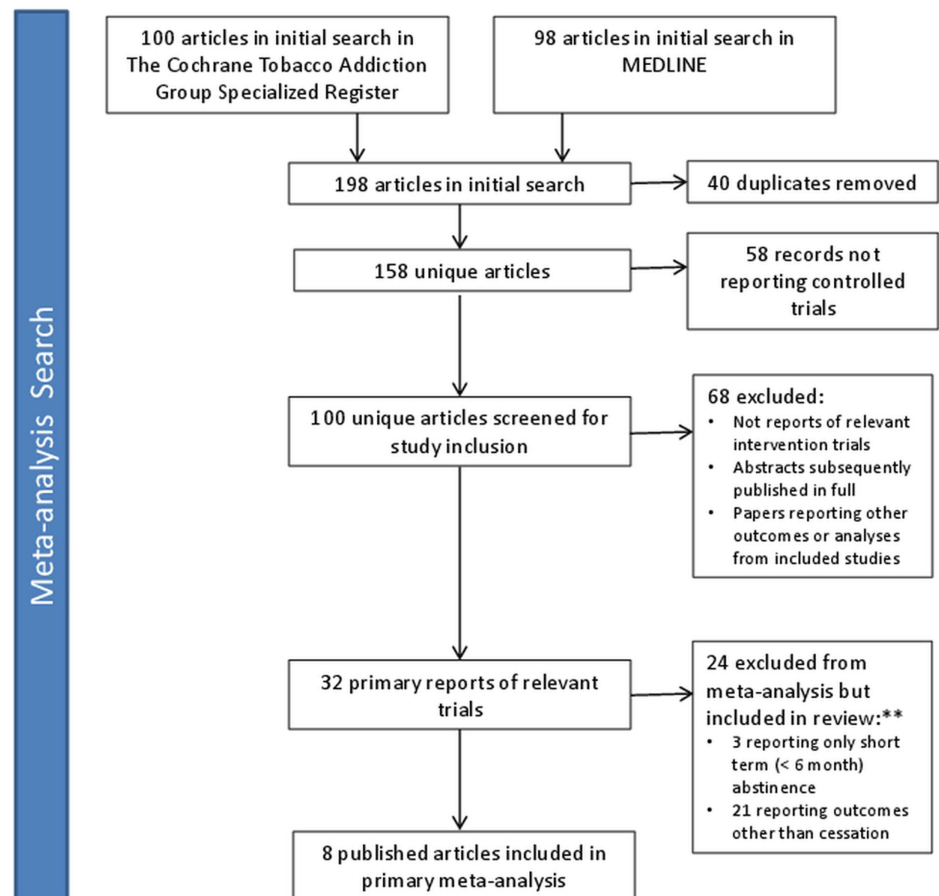 Meta-analysis Search
100 articles in initial search in
The Cochrane Tobacco Addiction
Group Specialized Register
98 articles in initial search in
MEDLINE
198 articles in initial search
40 duplicates removed
158 unique articles
58 records not
reporting controlled
trials
100 unique articles screened for
study inclusion
68 excluded:
• Not reports of relevant
intervention trials
• Abstracts subsequently
published in full
• Papers reporting other
outcomes or analyses
from included studies
32 primary reports of relevant
trials
24 excluded from
meta-analysis but
included in review:**
• 3 reporting only short
term (< 6 month)
abstinence
• 21 reporting outcomes
other than cessation
8 published articles included in
primary meta-analysis